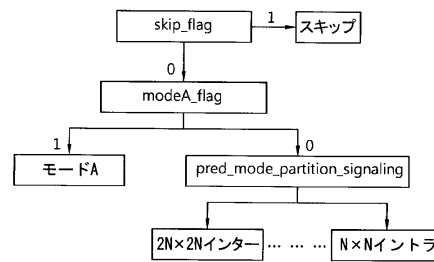 skip_flag
1
スキップ
0
modeA_flag
1
0
モードA
pred_mode_partition_signaling
2N×2Nインター
… … …
N×Nイントラ